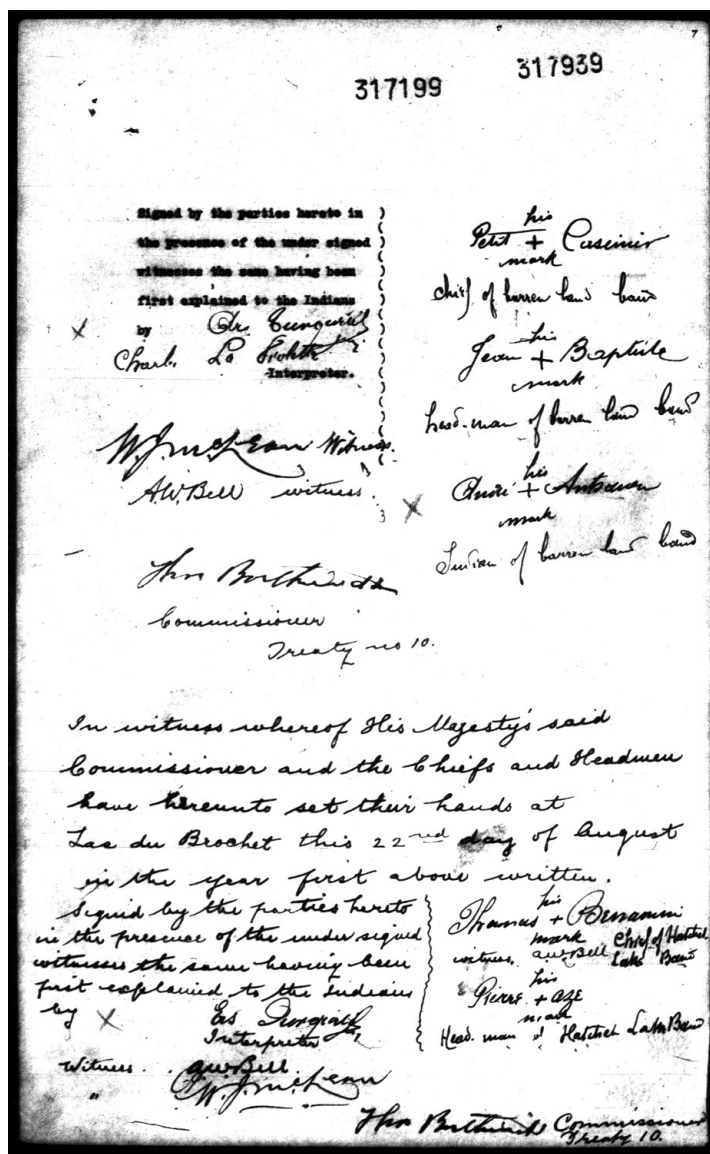 7
317199
317939
Signed by the parties hereto in
the presence of the under signed
witnesses the same having been
first explained to the Indians
by
Charl.
Interpreter.
W.J. McLean Witness.
A.W. Bell witness.
Thos Borthwick
Commissioner
Treaty no 10.
his
Petit + Casimir
mark
chief of barren land band
his
Jean + Baptiste
mark
head-man of barren land band
his
André + Antsanen
mark
Indian of barren land band
In witness whereof His Majesty's said
Commissioner and the Chiefs and Headmen
have hereunto set their hands at
Lac du Brochet this 22nd day of August
in the year first above written.
Signed by the parties hereto
in the presence of the under signed
witnesses the same having been
first explained to the Indians
by
Interpreter
Witness. A.W. Bell
" W.J. McLean
his
Thomas + Benaouni
mark
witness A.W. Bell Chief of Hatchet
Lake Band
his
Pierre + Aze
mark
Head. man of Hatchet Lake Band
Thos Borthwick Commissioner
Treaty 10.